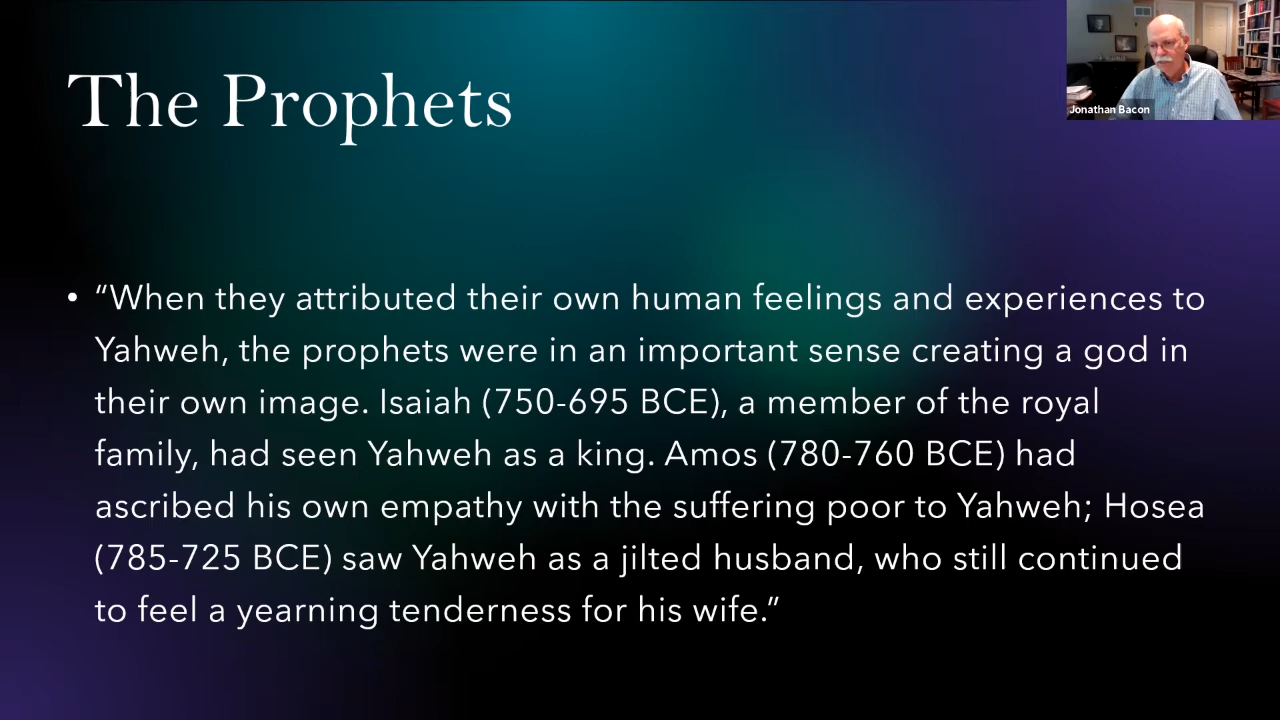 The Prophets
Jonathan Bacon
• “When they attributed their own human feelings and experiences to
Yahweh, the prophets were in an important sense creating a god in
their own image. Isaiah (750-695 BCE), a member of the royal
family, had seen Yahweh as a king. Amos (780-760 BCE) had
ascribed his own empathy with the suffering poor to Yahweh; Hosea
(785-725 BCE) saw Yahweh as a jilted husband, who still continued
to feel a yearning tenderness for his wife.”